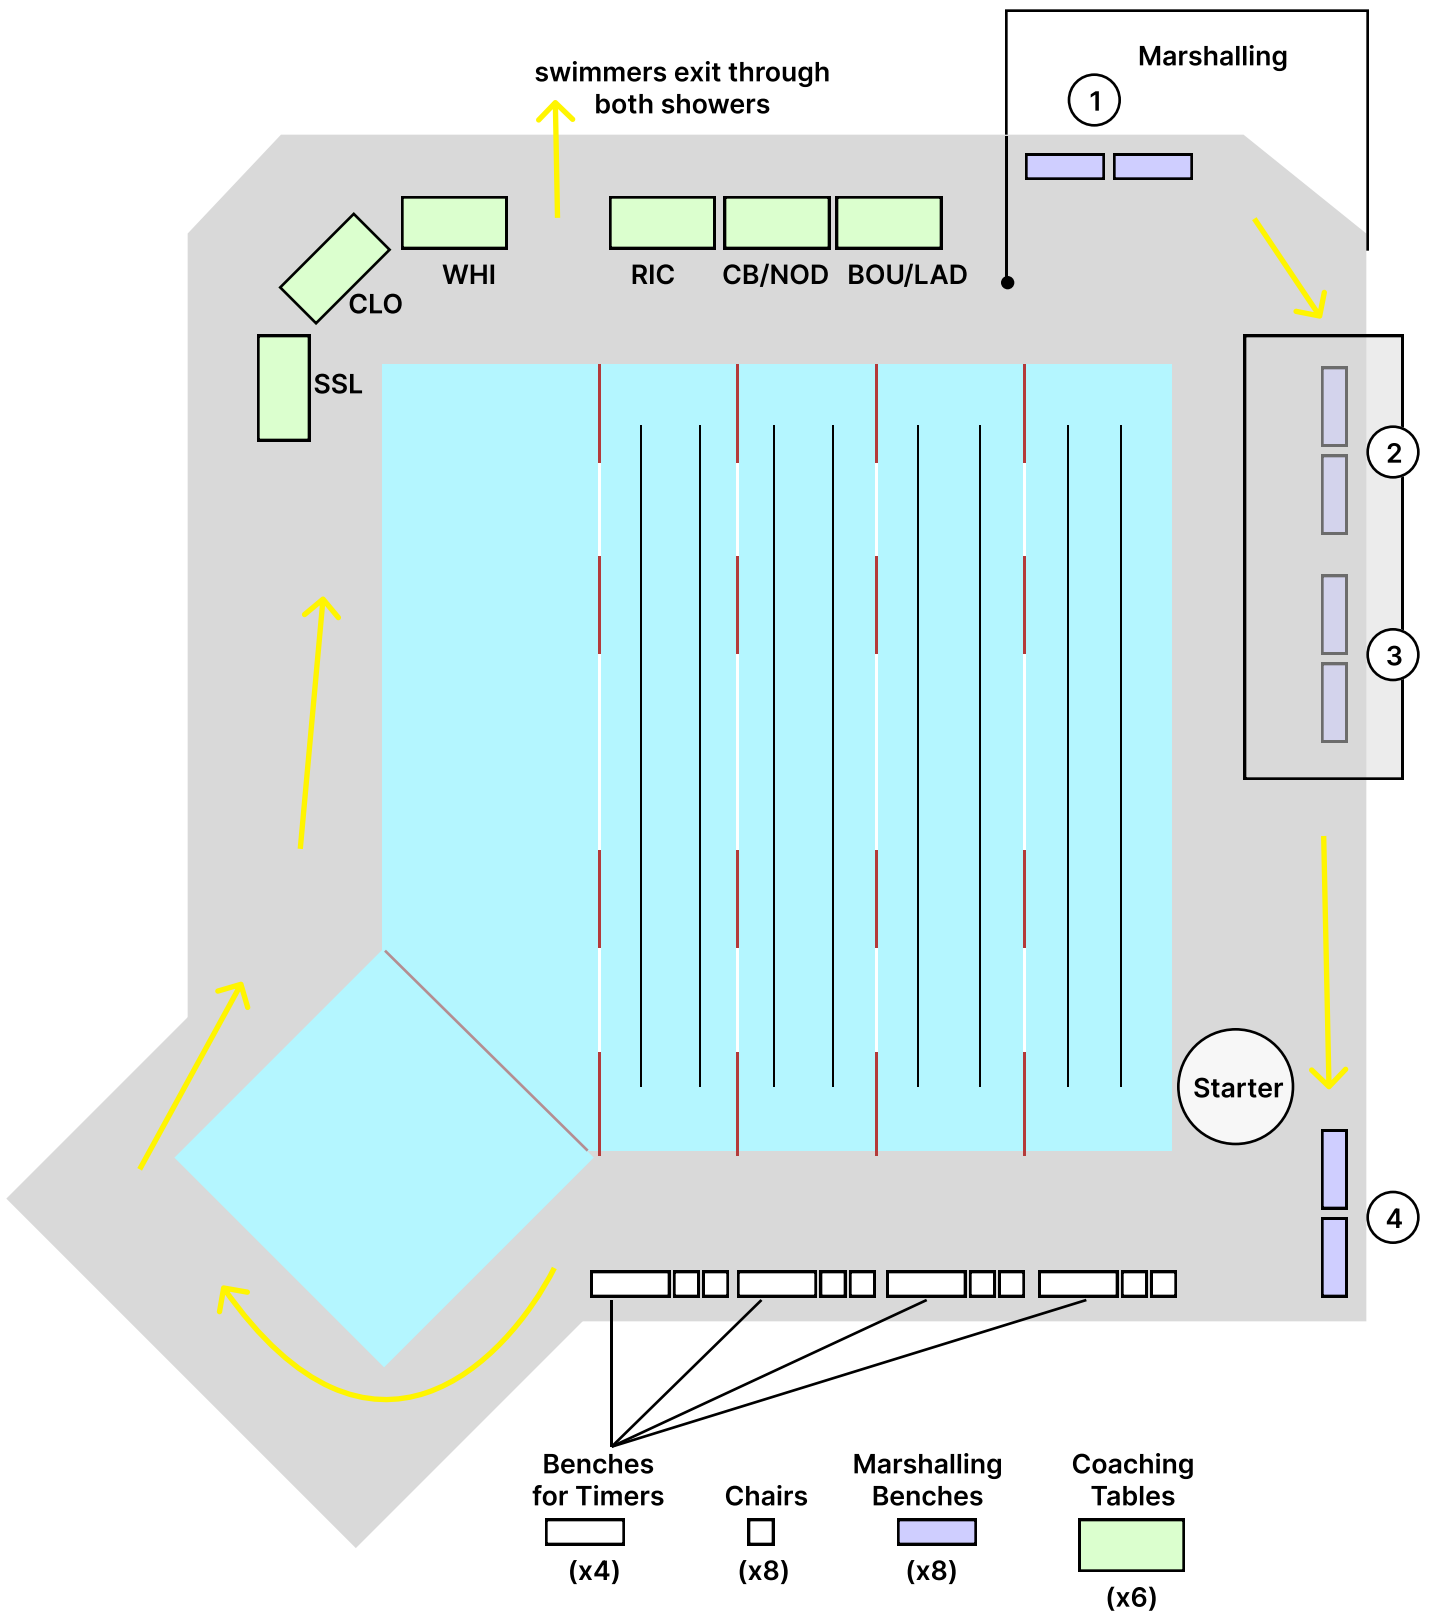 Marshalling
swimmers exit through
both showers
1
WHI
RIC
CB/NOD
BOU/LAD
CLO
SSL
2
3
Starter
4
Benches
for Timers
(x4)
Chairs
(x8)
Marshalling
Benches
(x8)
Coaching
Tables
(x6)